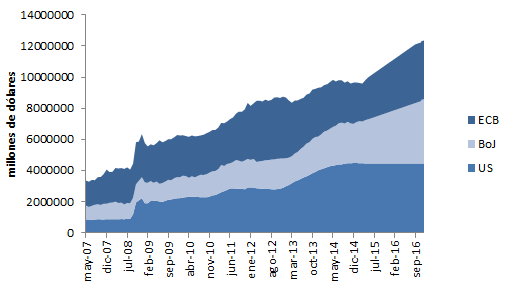 14000000
12000000
10000000
8000000
6000000
4000000
2000000
0
millones de dólares
may-07
dic-07
jul-08
feb-09
sep-09
abr-10
nov-10
jun-11
ene-12
ago-12
mar-13
oct-13
may-14
dic-14
jul-15
feb-16
sep-16
ECB
BoJ
US